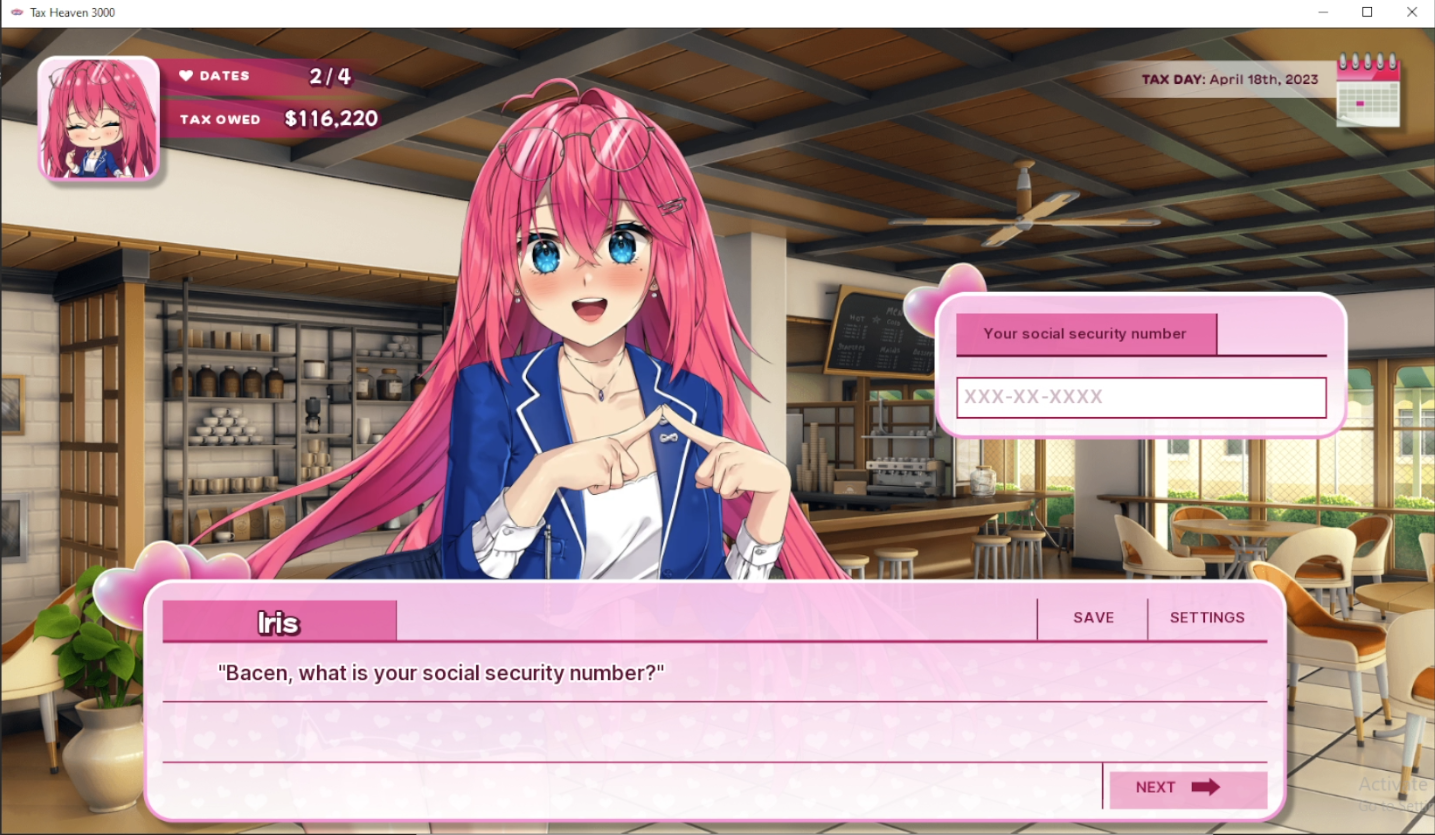 Tax Heaven 3000
DATES 2/4
TAX OWED $116,220
TAX DAY: April 18th, 2023
Your social security number
XXX-XX-XXXX
Iris
SAVE
SETTINGS
"Bacen, what is your social security number?"
NEXT
Activate